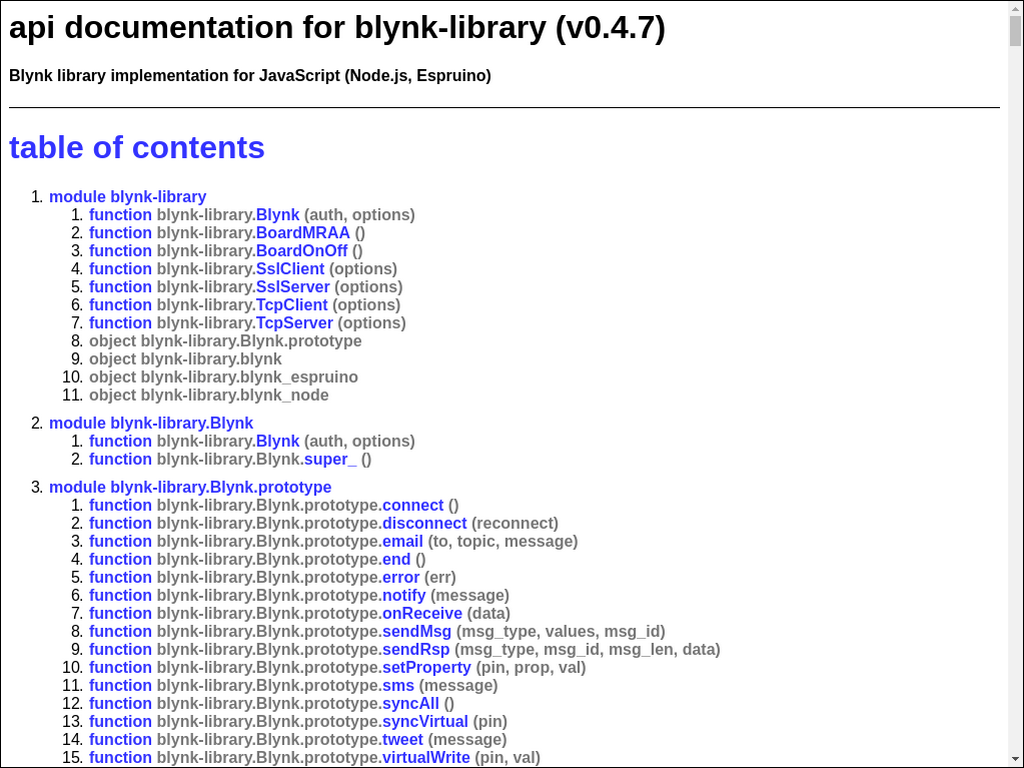 api documentation for blynk-library (v0.4.7)
Blynk library implementation for JavaScript (Node.js, Espruino)
table of contents
1. module blynk-library
1. function blynk-library.Blynk (auth, options)
2. function blynk-library.BoardMRAA ()
3. function blynk-library.BoardOnOff ()
4. function blynk-library.SslClient (options)
5. function blynk-library.SslServer (options)
6. function blynk-library.TcpClient (options)
7. function blynk-library.TcpServer (options)
8. object blynk-library.Blynk.prototype
9. object blynk-library.blynk
10. object blynk-library.blynk_espruino
11. object blynk-library.blynk_node
2. module blynk-library.Blynk
1. function blynk-library.Blynk (auth, options)
2. function blynk-library.Blynk.super_ ()
3. module blynk-library.Blynk.prototype
1. function blynk-library.Blynk.prototype.connect ()
2. function blynk-library.Blynk.prototype.disconnect (reconnect)
3. function blynk-library.Blynk.prototype.email (to, topic, message)
4. function blynk-library.Blynk.prototype.end ()
5. function blynk-library.Blynk.prototype.error (err)
6. function blynk-library.Blynk.prototype.notify (message)
7. function blynk-library.Blynk.prototype.onReceive (data)
8. function blynk-library.Blynk.prototype.sendMsg (msg_type, values, msg_id)
9. function blynk-library.Blynk.prototype.sendRsp (msg_type, msg_id, msg_len, data)
10. function blynk-library.Blynk.prototype.setProperty (pin, prop, val)
11. function blynk-library.Blynk.prototype.sms (message)
12. function blynk-library.Blynk.prototype.syncAll ()
13. function blynk-library.Blynk.prototype.syncVirtual (pin)
14. function blynk-library.Blynk.prototype.tweet (message)
15. function blynk-library.Blynk.prototype.virtualWrite (pin, val)